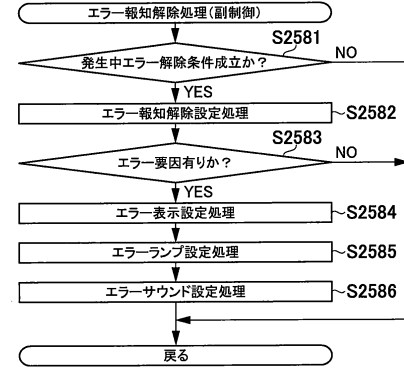 エラー報知解除処理(副制御)
S2581
発生中エラー解除条件成立か？
NO
YES
エラー報知解除設定処理
S2582
S2583
エラー要因有りか？
NO
YES
エラー表示設定処理
S2584
エラーランプ設定処理
S2585
エラーサウンド設定処理
S2586
戻る